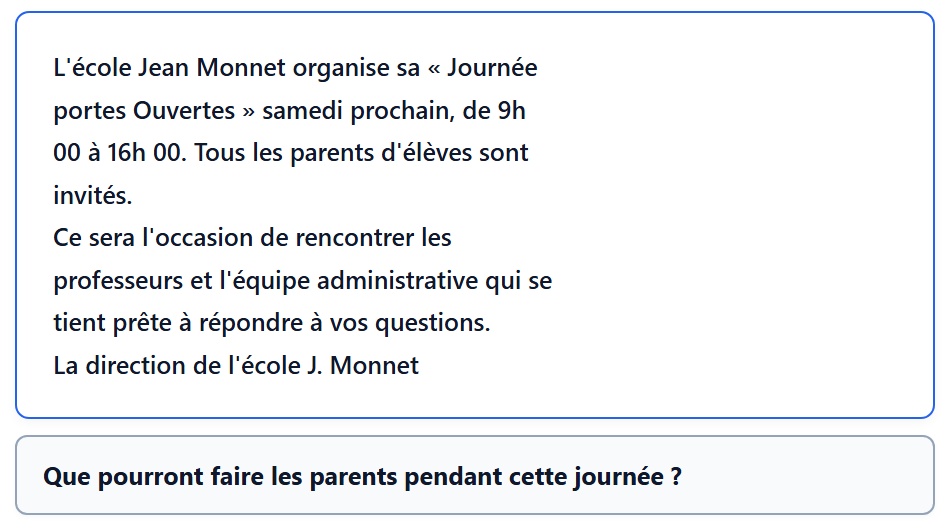 L'école Jean Monnet organise sa « Journée
portes Ouvertes » samedi prochain, de 9h
00 à 16h 00. Tous les parents d'élèves sont
invités.
Ce sera l'occasion de rencontrer les
professeurs et l'équipe administrative qui se
tient prête à répondre à vos questions.
La direction de l'école J. Monnet
Que pourront faire les parents pendant cette journée ?